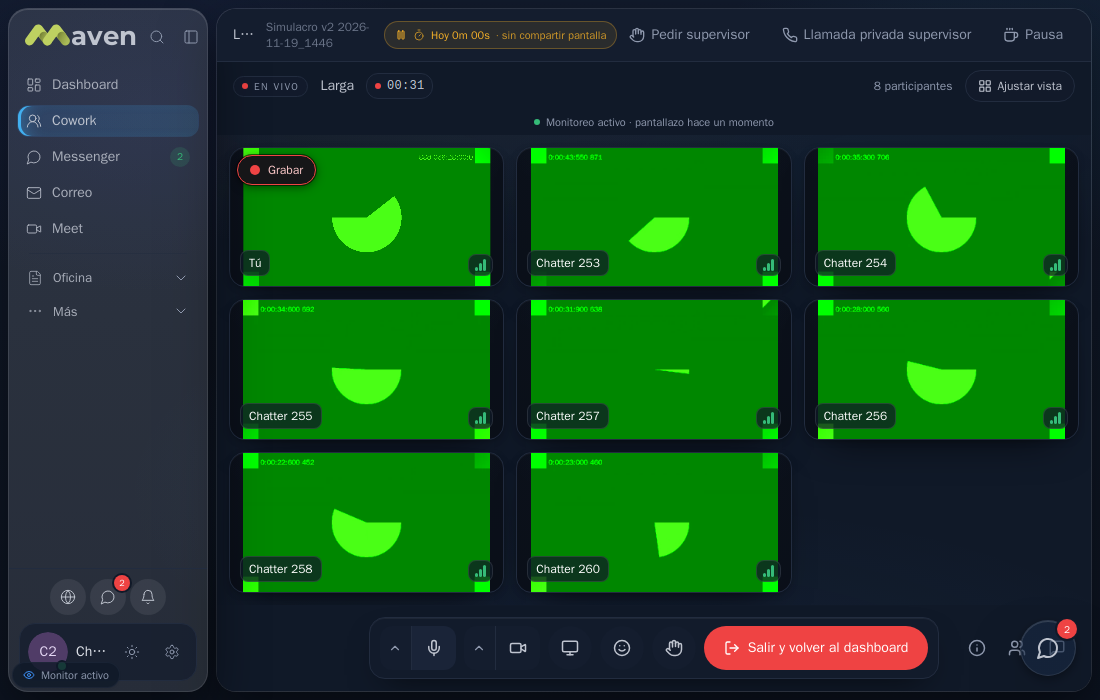 Maven
Dashboard
Cowork
Messenger 2
Correo
Meet
Oficina
Más
2
C2 Ch···
Monitor activo
L··· Simulacro v2 2026-
11-19_1446
Hoy 0m 00s · sin compartir pantalla
Pedir supervisor
Llamada privada supervisor
Pausa
EN VIVO Larga 00:31
8 participantes Ajustar vista
Monitoreo activo · pantallazo hace un momento
Grabar
Tú
0:00:43:550 871
Chatter 253
0:00:35:300 706
Chatter 254
0:00:34:600 692
Chatter 255
0:00:31:900 638
Chatter 257
0:00:28:000 560
Chatter 256
0:00:22:600 452
Chatter 258
0:00:23:000 460
Chatter 260
Salir y volver al dashboard
2